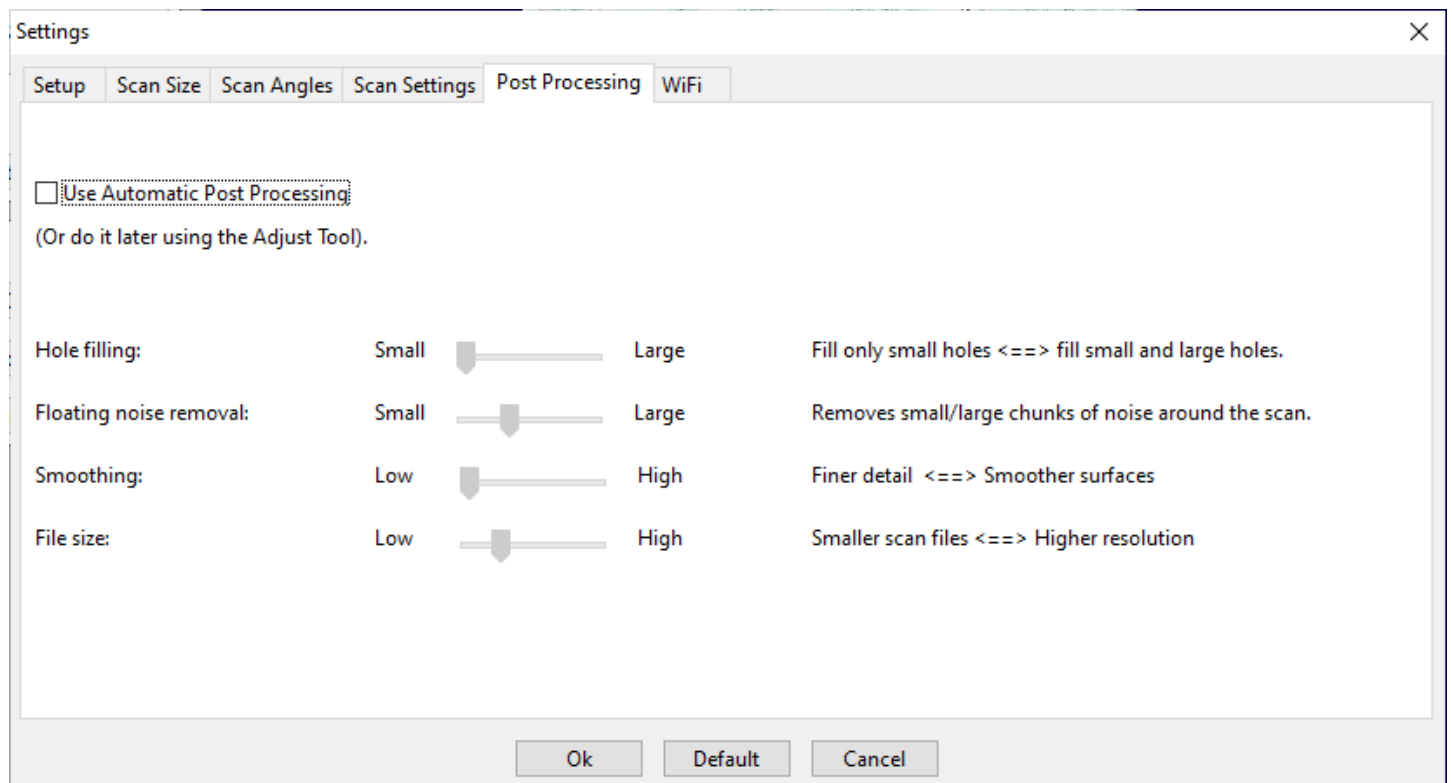 Settings
Setup Scan Size Scan Angles Scan Settings Post Processing WiFi
Use Automatic Post Processing
(Or do it later using the Adjust Tool).
Hole filling: Small Large Fill only small holes <==> fill small and large holes.
Floating noise removal: Small Large Removes small/large chunks of noise around the scan.
Smoothing: Low High Finer detail <==> Smoother surfaces
File size: Low High Smaller scan files <==> Higher resolution
Ok Default Cancel